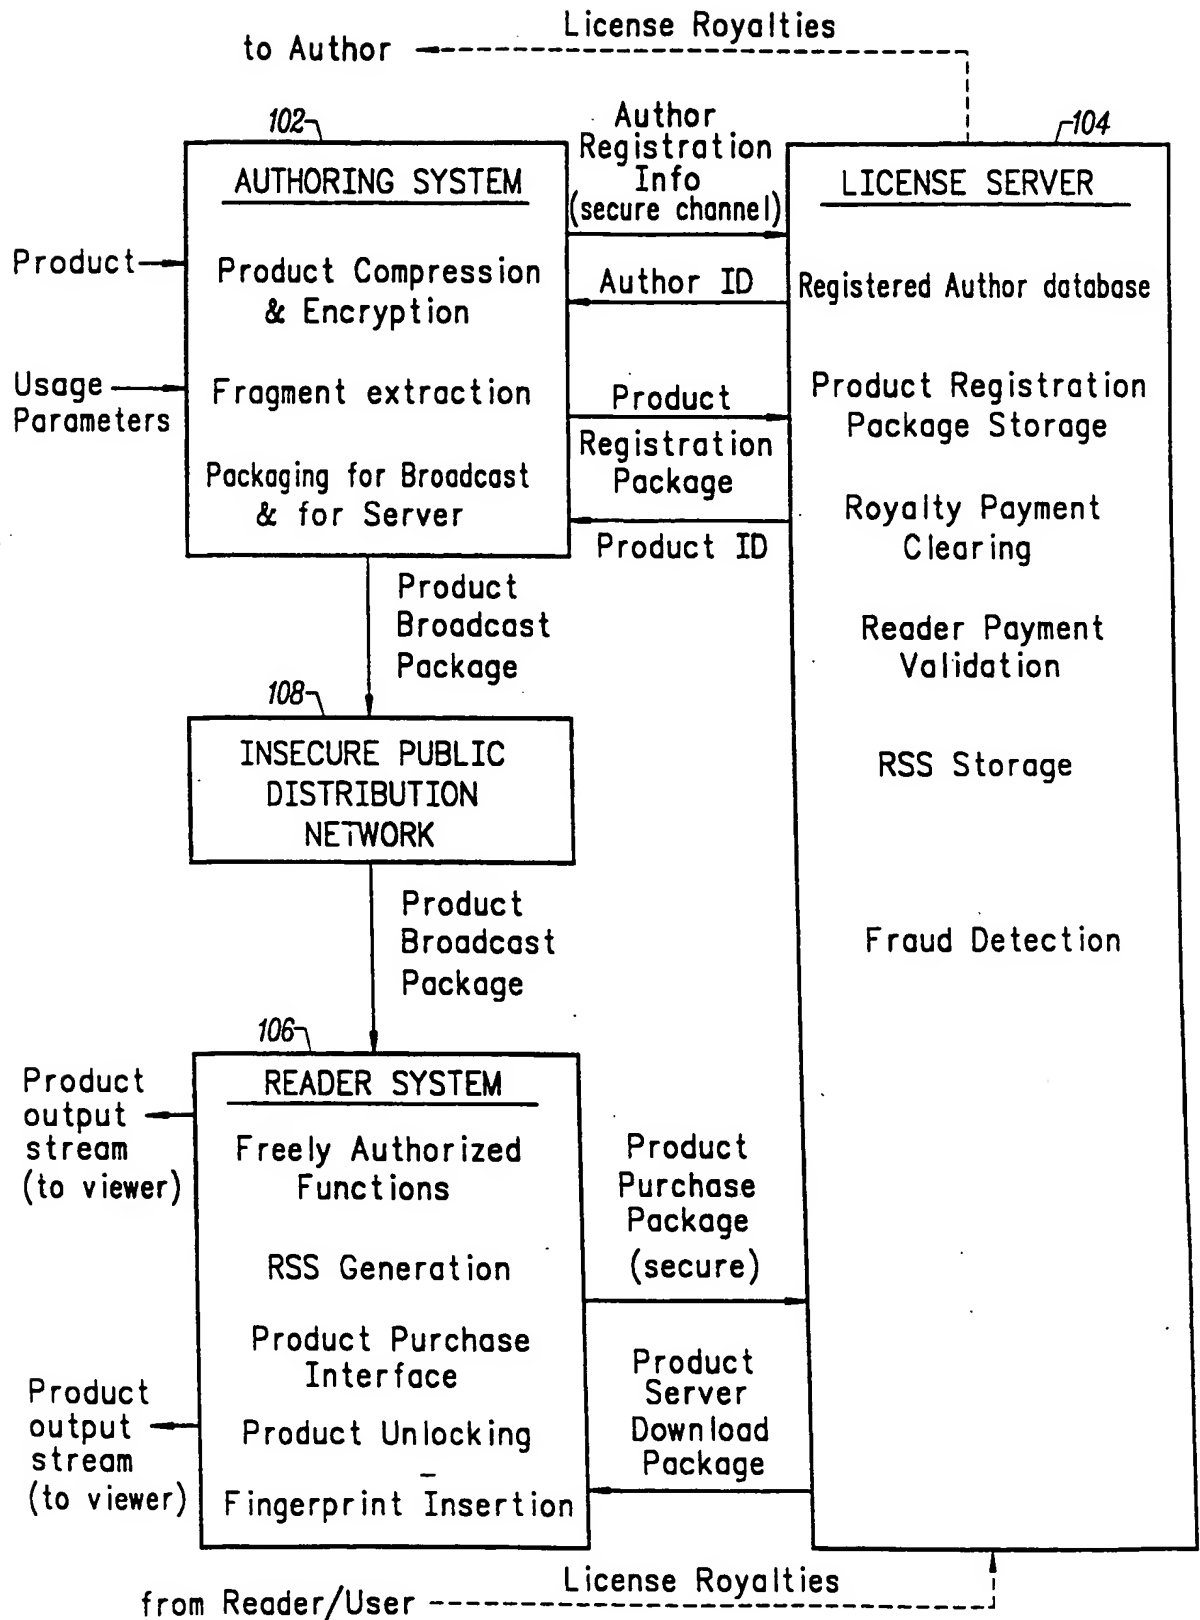 License Royalties
to Author
102
AUTHORING SYSTEM
Product
Product Compression
& Encryption
Usage
Parameters
Fragment extraction
Packaging for Broadcast
& for Server
Author
Registration
Info
(secure channel)
Author ID
Product
Registration
Package
Product ID
104
LICENSE SERVER
Registered Author database
Product Registration
Package Storage
Royalty Payment
Clearing
Reader Payment
Validation
RSS Storage
Fraud Detection
Product
Broadcast
Package
108
INSECURE PUBLIC
DISTRIBUTION
NETWORK
Product
Broadcast
Package
106
READER SYSTEM
Product
output
stream
(to viewer)
Freely Authorized
Functions
RSS Generation
Product Purchase
Interface
Product
output
stream
(to viewer)
Product Unlocking
Fingerprint Insertion
Product
Purchase
Package
(secure)
Product
Server
Download
Package
License Royalties
from Reader/User